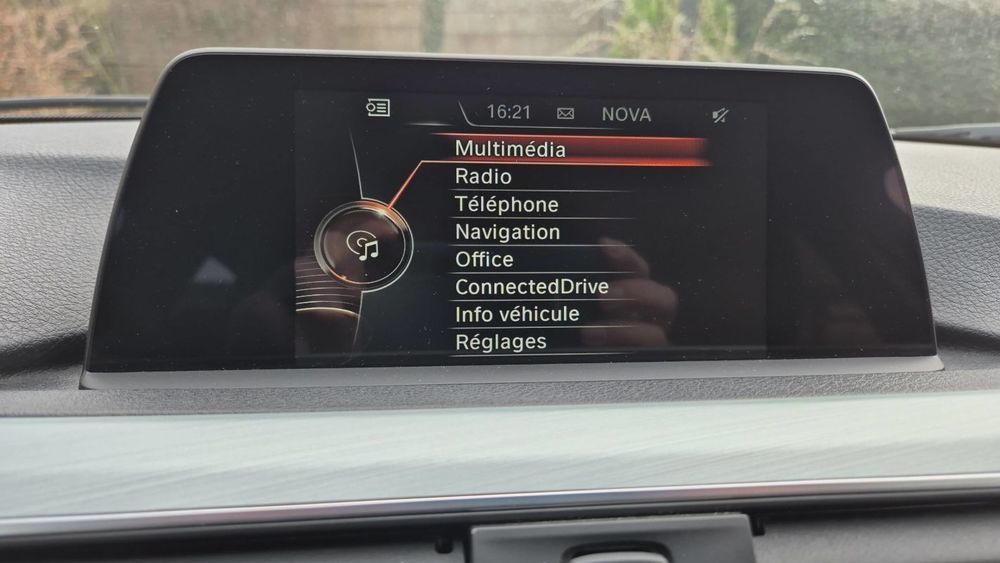 16:21 NOVA
Multimédia
Radio
Téléphone
Navigation
Office
ConnectedDrive
Info véhicule
Réglages